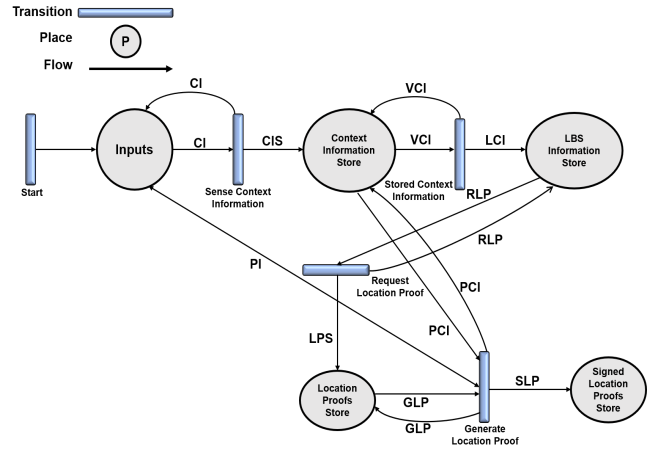 Transition
Place
P
Flow
CI
VCI
Inputs
CI
CIS
Context
Information
Store
VCI
LCI
LBS
Information
Store
Start
Sense Context
Information
Stored Context
Information
RLP
RLP
PI
Request
Location Proof
PCI
PCI
LPS
Location
Proofs
Store
GLP
GLP
SLP
Signed
Location
Proofs
Store
Generate
Location Proof